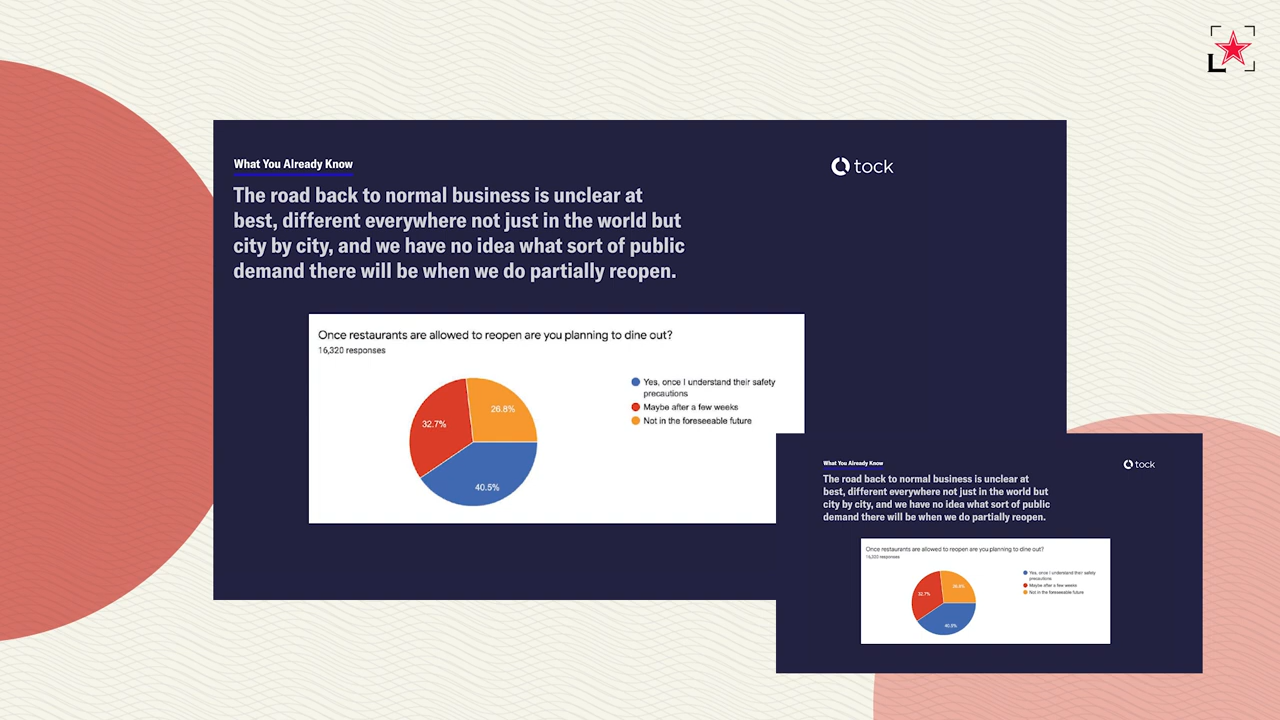 L
What You Already Know
tock
The road back to normal business is unclear at
best, different everywhere not just in the world but
city by city, and we have no idea what sort of public
demand there will be when we do partially reopen.
Once restaurants are allowed to reopen are you planning to dine out?
16,320 responses
Yes, once I understand their safety
precautions
Maybe after a few weeks
Not in the foreseeable future
26.8%
32.7%
40.5%
What You Already Know
tock
The road back to normal business is unclear at
best, different everywhere not just in the world but
city by city, and we have no idea what sort of public
demand there will be when we do partially reopen.
Once restaurants are allowed to reopen are you planning to dine out?
16,320 responses
Yes, once I understand their safety
precautions
Maybe after a few weeks
Not in the foreseeable future
26.8%
32.7%
40.5%